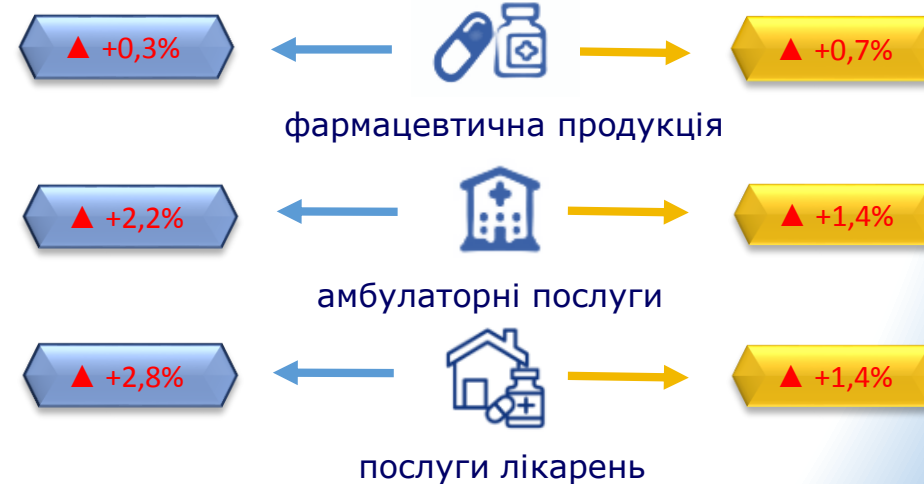 ▲ +0,3%
▲ +0,7%
фармацевтична продукція
▲ +2,2%
▲ +1,4%
амбулаторні послуги
▲ +2,8%
▲ +1,4%
послуги лікарень